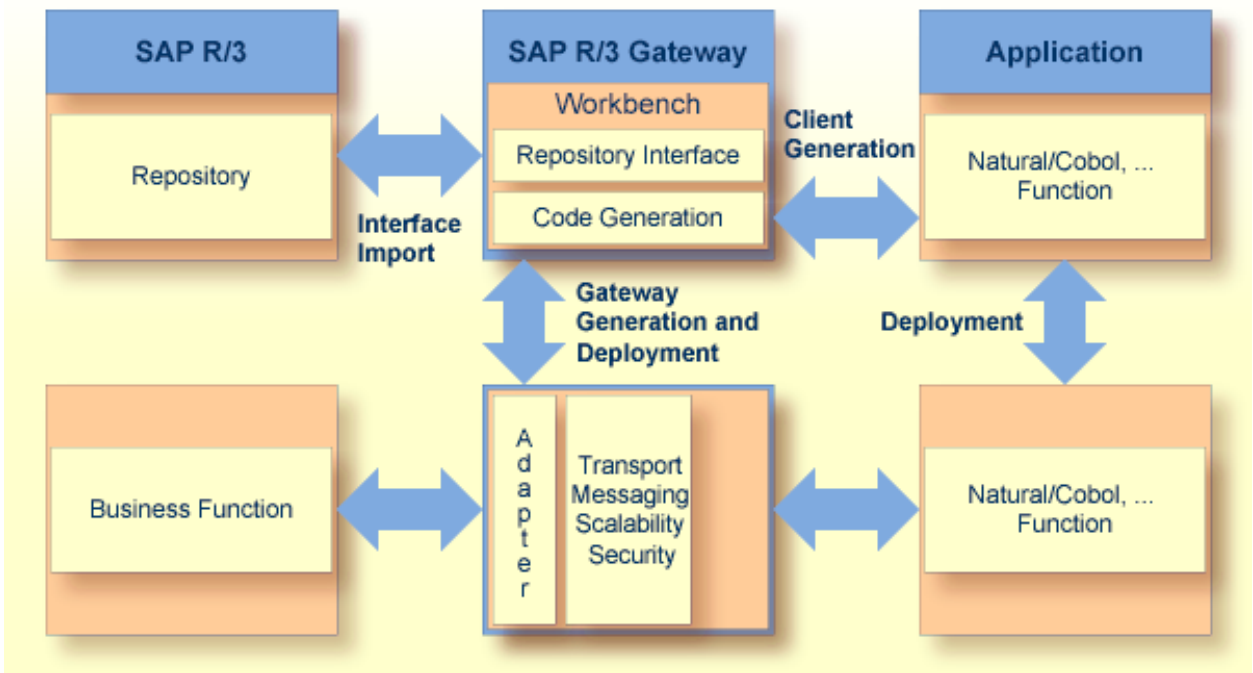 SAP R/3
SAP R/3 Gateway
Application
Workbench
Repository
Repository Interface
Code Generation
Interface
Import
Client
Generation
Natural/Cobol, ...
Function
Gateway
Generation and
Deployment
Deployment
Business Function
Adapter
Transport
Messaging
Scalability
Security
Natural/Cobol, ...
Function